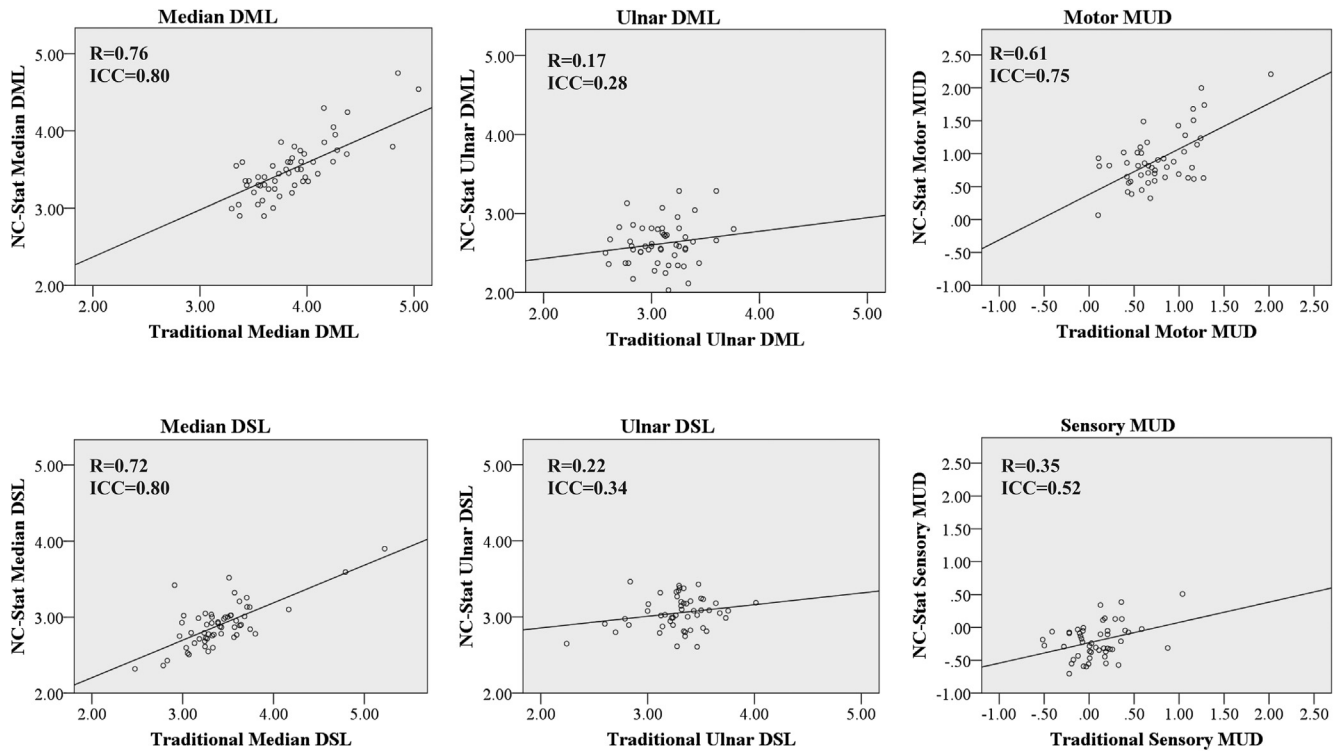 Median DML
R=0.76
ICC=0.80
NC-Stat Median DML
5.00
4.00
3.00
2.00
2.00 3.00 4.00 5.00
Traditional Median DML
Ulnar DML
R=0.17
ICC=0.28
NC-Stat Ulnar DML
5.00
4.00
3.00
2.00
2.00 3.00 4.00 5.00
Traditional Ulnar DML
Motor MUD
R=0.61
ICC=0.75
NC-Stat Motor MUD
2.50
2.00
1.50
1.00
.50
.00
-.50
-1.00
-1.00 -.50 .00 .50 1.00 1.50 2.00 2.50
Traditional Motor MUD
Median DSL
R=0.72
ICC=0.80
NC-Stat Median DSL
5.00
4.00
3.00
2.00
2.00 3.00 4.00 5.00
Traditional Median DSL
Ulnar DSL
R=0.22
ICC=0.34
NC-Stat Ulnar DSL
5.00
4.00
3.00
2.00
2.00 3.00 4.00 5.00
Traditional Ulnar DSL
Sensory MUD
R=0.35
ICC=0.52
NC-Stat Sensory MUD
2.50
2.00
1.50
1.00
.50
.00
-.50
-1.00
-1.00 -.50 .00 .50 1.00 1.50 2.00 2.50
Traditional Sensory MUD